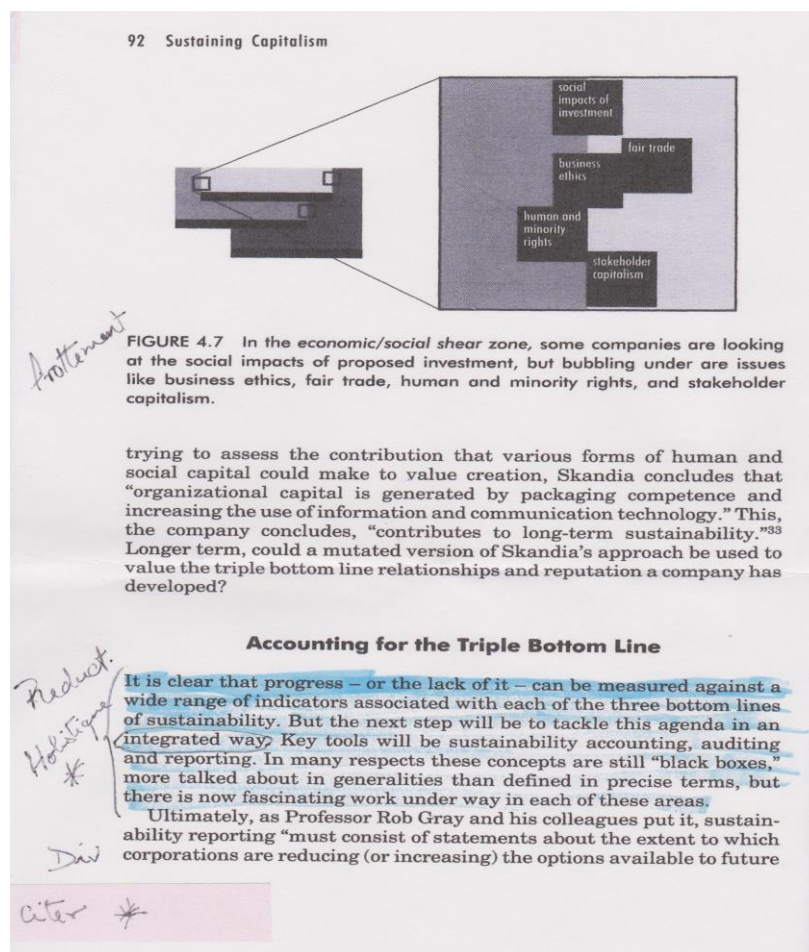 92 Sustaining Capitalism
social
impacts of
investment
fair trade
business
ethics
human and
minority
rights
stakeholder
capitalism
frottement
FIGURE 4.7 In the economic/social shear zone, some companies are looking
at the social impacts of proposed investment, but bubbling under are issues
like business ethics, fair trade, human and minority rights, and stakeholder
capitalism.
trying to assess the contribution that various forms of human and
social capital could make to value creation, Skandia concludes that
“organizational capital is generated by packaging competence and
increasing the use of information and communication technology.” This,
the company concludes, “contributes to long-term sustainability.”33
Longer term, could a mutated version of Skandia’s approach be used to
value the triple bottom line relationships and reputation a company has
developed?
Accounting for the Triple Bottom Line
Reduct.
Holistique
*
It is clear that progress – or the lack of it – can be measured against a
wide range of indicators associated with each of the three bottom lines
of sustainability. But the next step will be to tackle this agenda in an
integrated way. Key tools will be sustainability accounting, auditing
and reporting. In many respects these concepts are still “black boxes,”
more talked about in generalities than defined in precise terms, but
there is now fascinating work under way in each of these areas.
Ultimately, as Professor Rob Gray and his colleagues put it, sustain-
ability reporting “must consist of statements about the extent to which
corporations are reducing (or increasing) the options available to future
Div
citer *